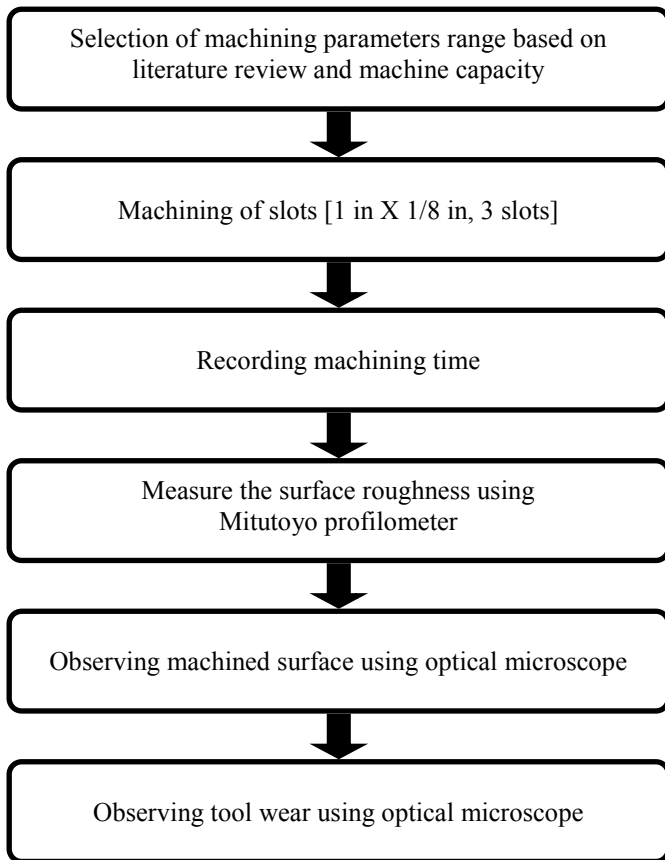 Selection of machining parameters range based on
literature review and machine capacity
Machining of slots [1 in X 1/8 in, 3 slots]
Recording machining time
Measure the surface roughness using
Mitutoyo profilometer
Observing machined surface using optical microscope
Observing tool wear using optical microscope